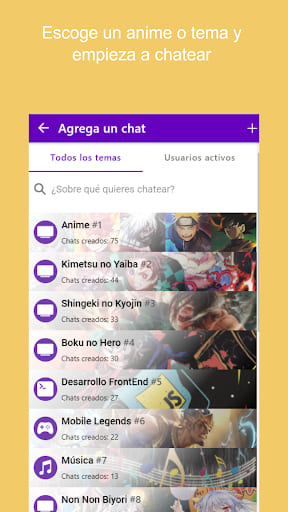 Escoge un anime o tema y
empieza a chatear
Agrega un chat
Todos los temas
Usuarios activos
¿Sobre qué quieres chatear?
Anime #1
Chats creados: 75
Kimetsu no Yaiba #2
Chats creados: 44
Shingeki no Kyojin #3
Chats creados: 33
Boku no Hero #4
Chats creados: 30
Desarrollo FrontEnd #5
Chats creados: 27
JS
Mobile Legends #6
Chats creados: 22
Música #7
Chats creados: 13
Non Non Biyori #8